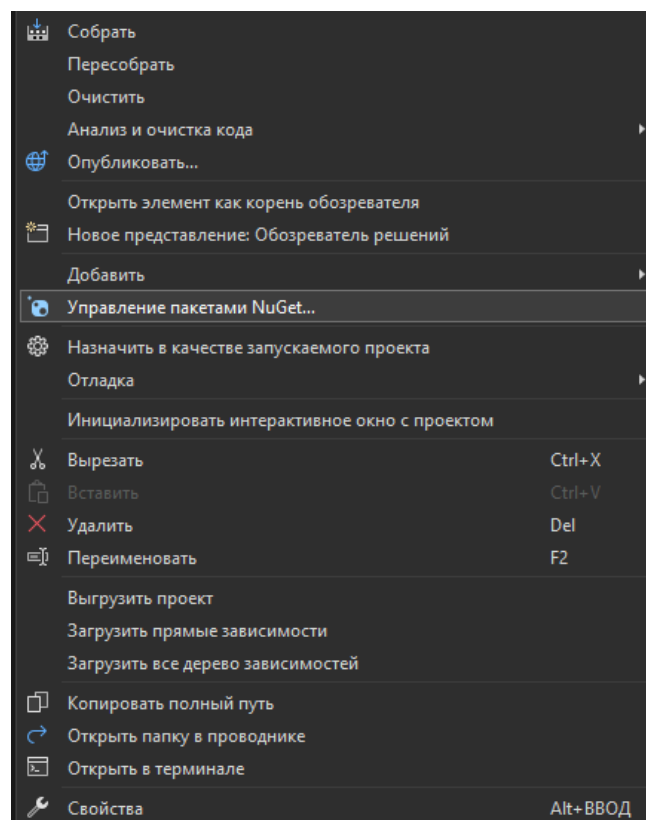 Собрать
Пересобрать
Очистить
Анализ и очистка кода
Опубликовать...
Открыть элемент как корень обозревателя
Новое представление: Обозреватель решений
Добавить
Управление пакетами NuGet...
Назначить в качестве запускаемого проекта
Отладка
Инициализировать интерактивное окно с проектом
Вырезать Ctrl+X
Вставить Ctrl+V
Удалить Del
Переименовать F2
Выгрузить проект
Загрузить прямые зависимости
Загрузить все дерево зависимостей
Копировать полный путь
Открыть папку в проводнике
Открыть в терминале
Свойства Alt+ВВОД